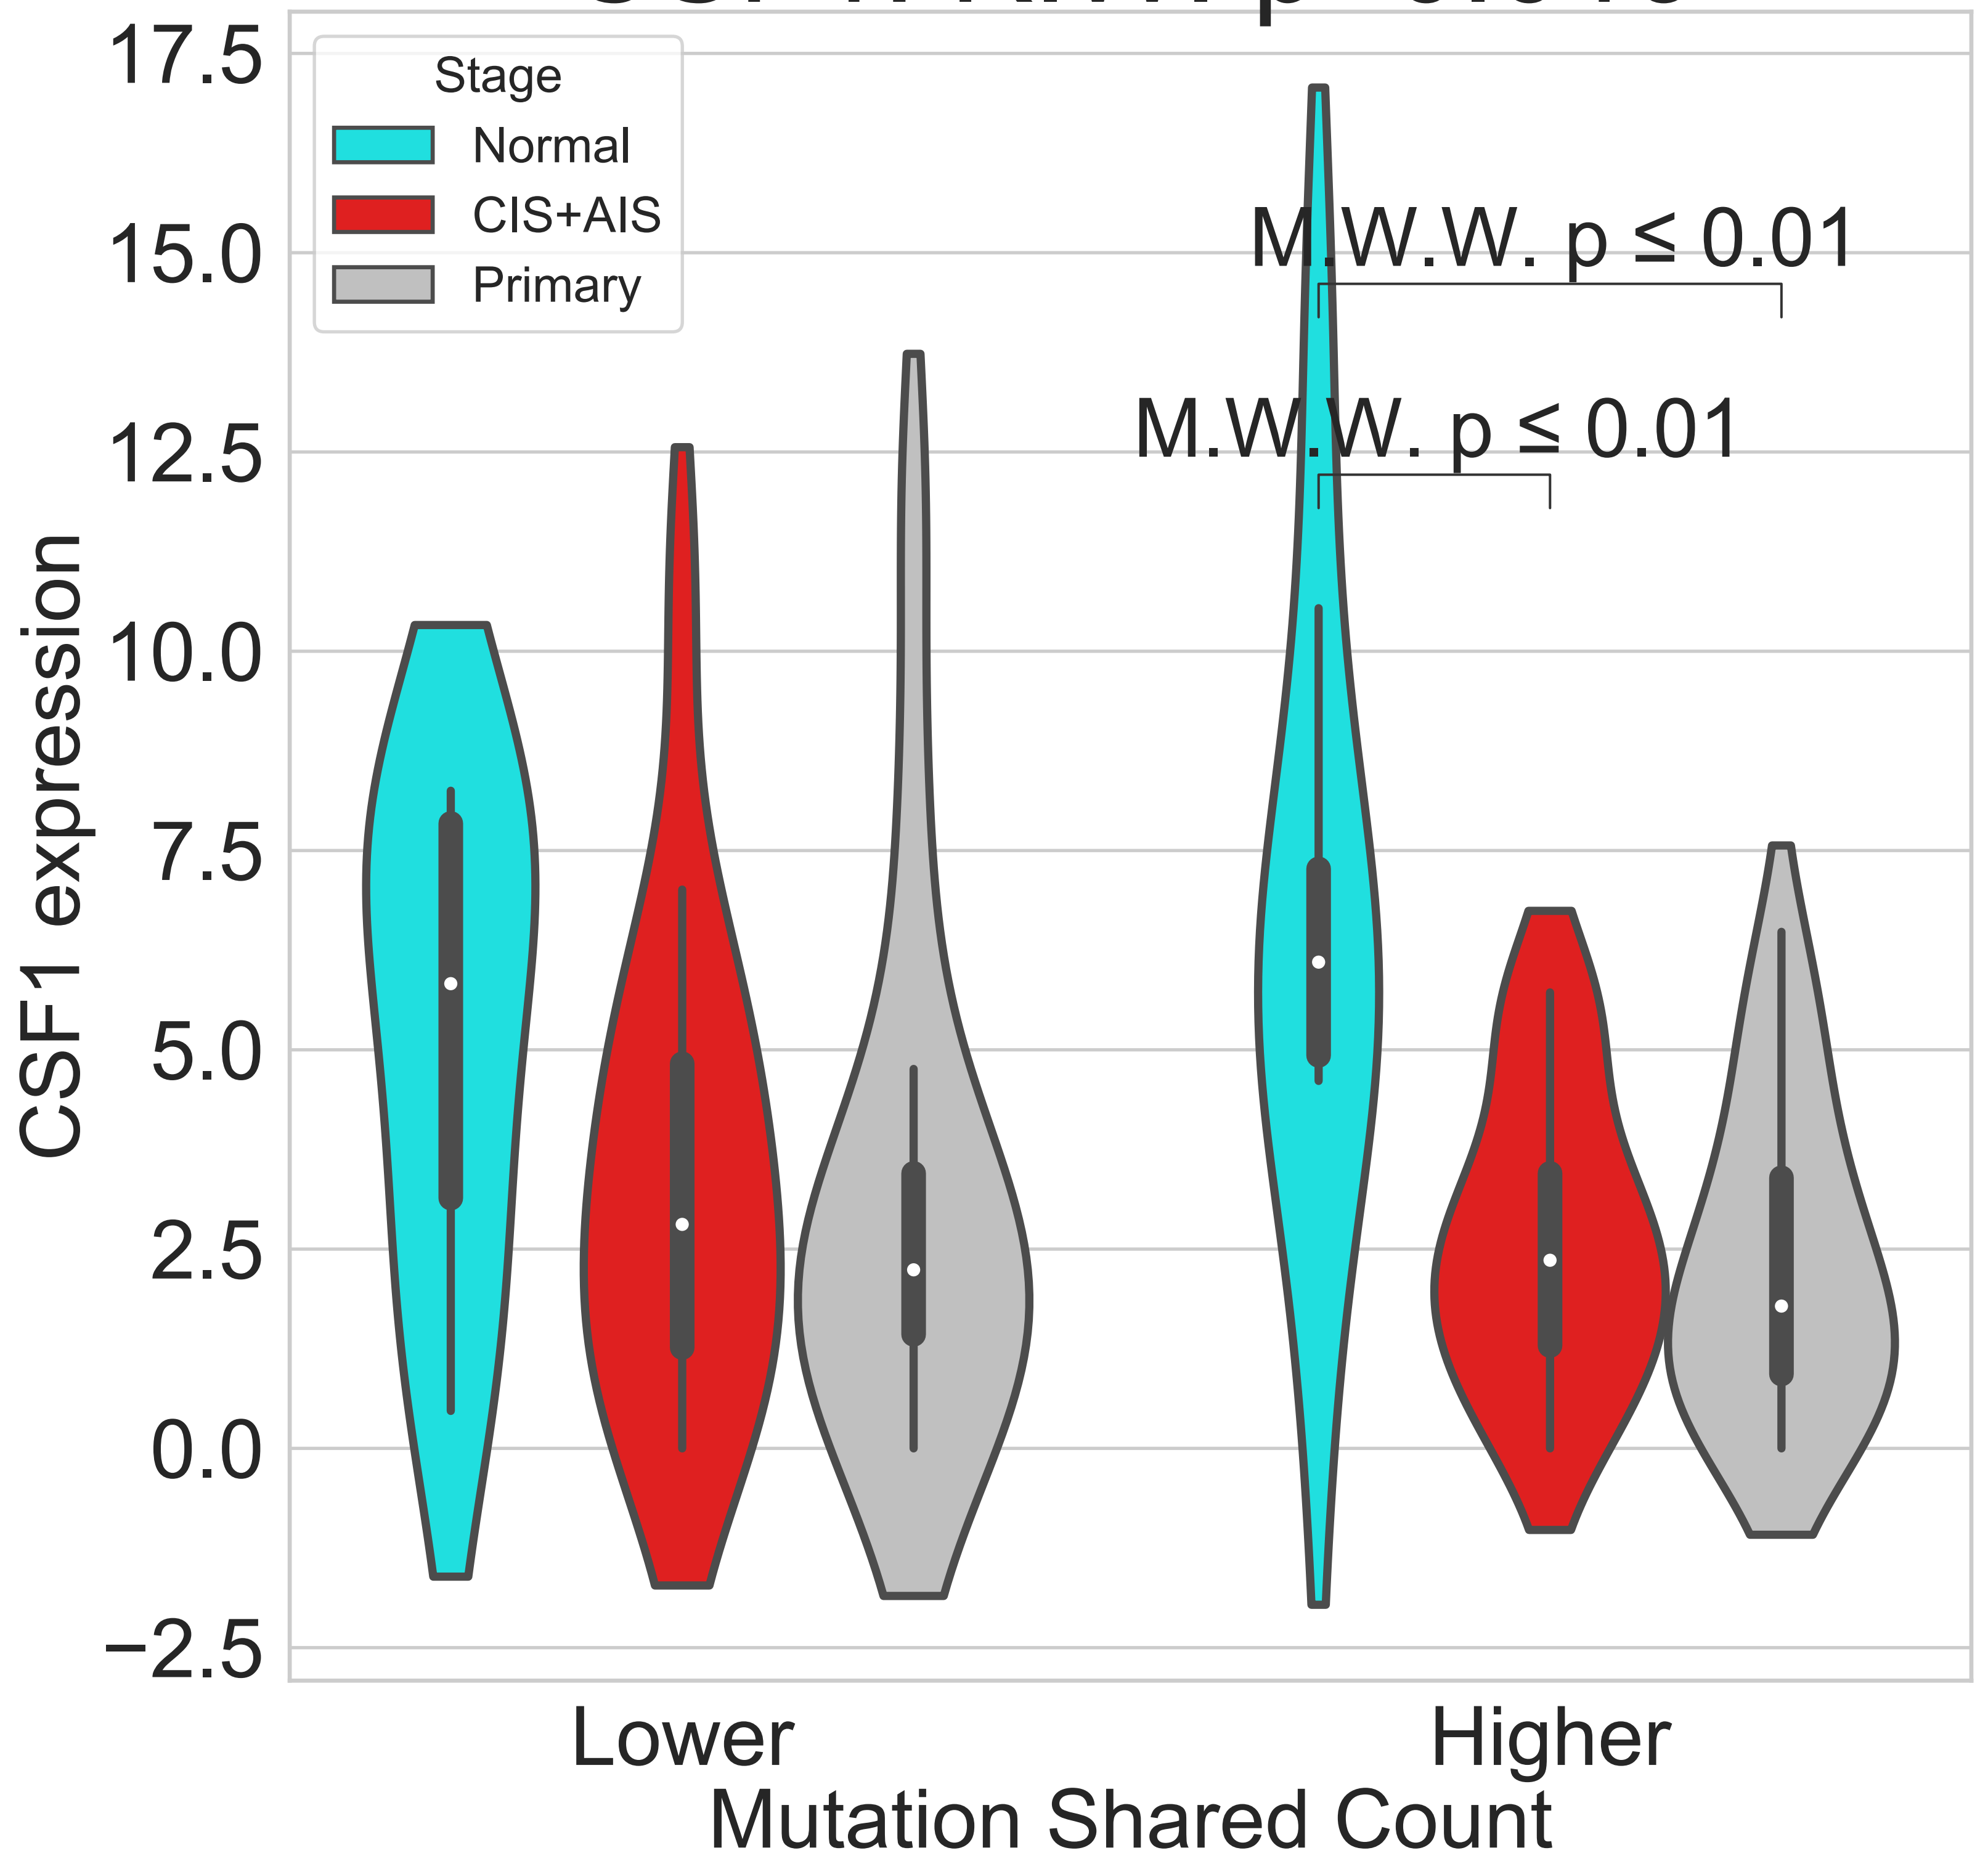 17.5
15.0
12.5
10.0
7.5
5.0
2.5
0.0
−2.5
CSF1 expression
Stage
Normal
CIS+AIS
Primary
M.W.W. p ≤ 0.01
M.W.W. p ≤ 0.01
Lower
Higher
Mutation Shared Count